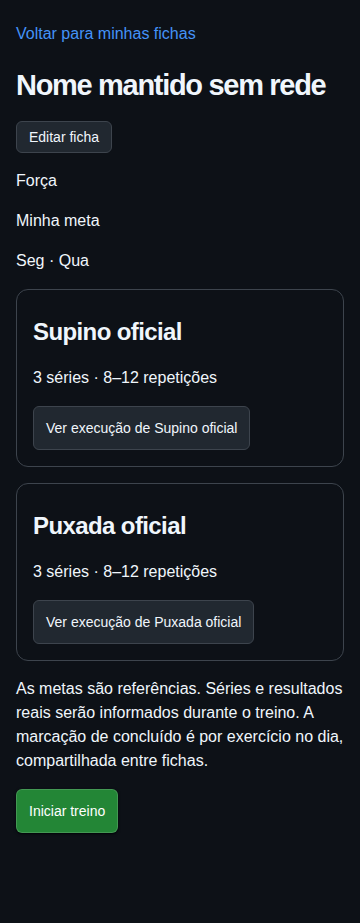 Voltar para minhas fichas
Nome mantido sem rede
Editar ficha
Força
Minha meta
Seg · Qua
Supino oficial
3 séries · 8–12 repetições
Ver execução de Supino oficial
Puxada oficial
3 séries · 8–12 repetições
Ver execução de Puxada oficial
As metas são referências. Séries e resultados
reais serão informados durante o treino. A
marcação de concluído é por exercício no dia,
compartilhada entre fichas.
Iniciar treino